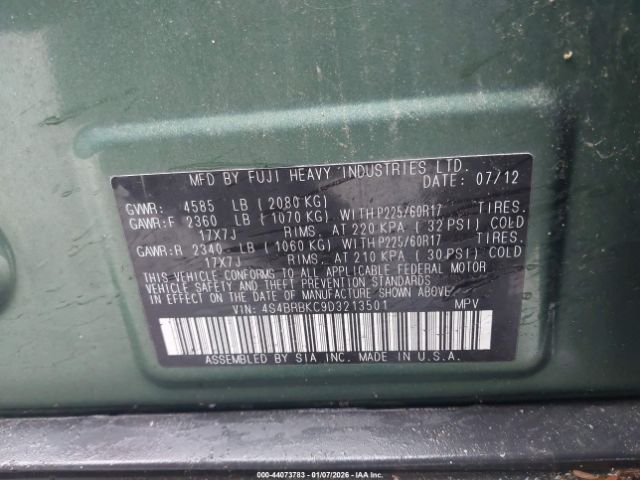 MFD BY FUJI HEAVY INDUSTRIES LTD.
DATE: 07/12
GVWR: 4585 LB (2080 KG)
GAWR:F 2360 LB (1070 KG) WITH P225/60R17 TIRES.
17X7J RIMS. AT 220 KPA (32 PSI) COLD
GAWR:R 2340 LB (1060 KG) WITH P225/60R17 TIRES.
17X7J RIMS. AT 210 KPA (30 PSI) COLD
THIS VEHICLE CONFORMS TO ALL APPLICABLE FEDERAL MOTOR
VEHICLE SAFETY AND THEFT PREVENTION STANDARDS
IN EFFECT ON THE DATE OF MANUFACTURE SHOWN ABOVE.
VIN: 4S4BRBKC9D3213501 MPV
ASSEMBLED BY SIA INC. MADE IN U.S.A.
000-44073783 - 01/07/2026 - IAAI.COM